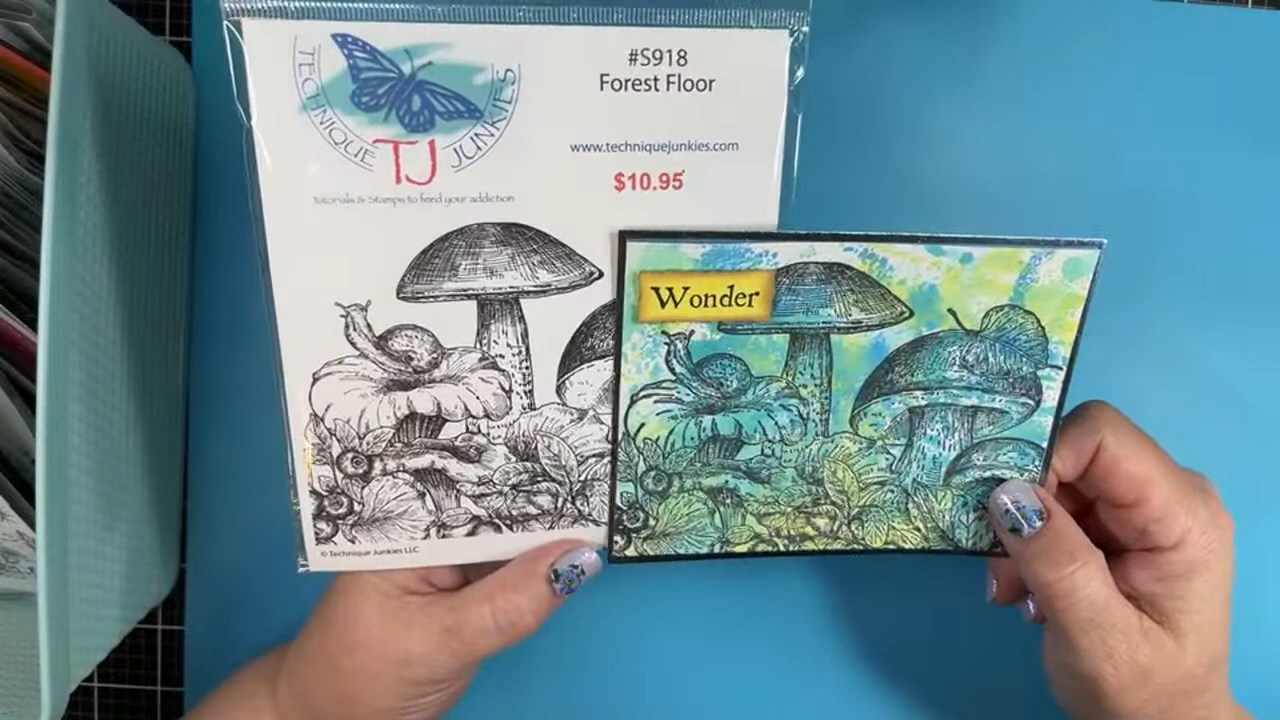 TECHNIQUE TJ JUNKIES
Tutorials & Stamps to feed your addiction
#S918
Forest Floor
www.techniquejunkies.com
$10.95
Wonder
© Technique Junkies LLC